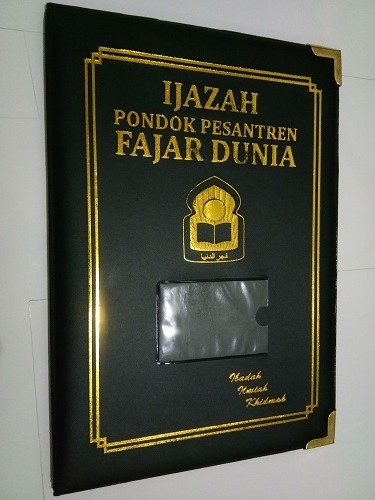 IJAZAH
PONDOK PESANTREN
FAJAR DUNIA
فجر الدنيا
Ibadah
Ilmiah
Khidmah